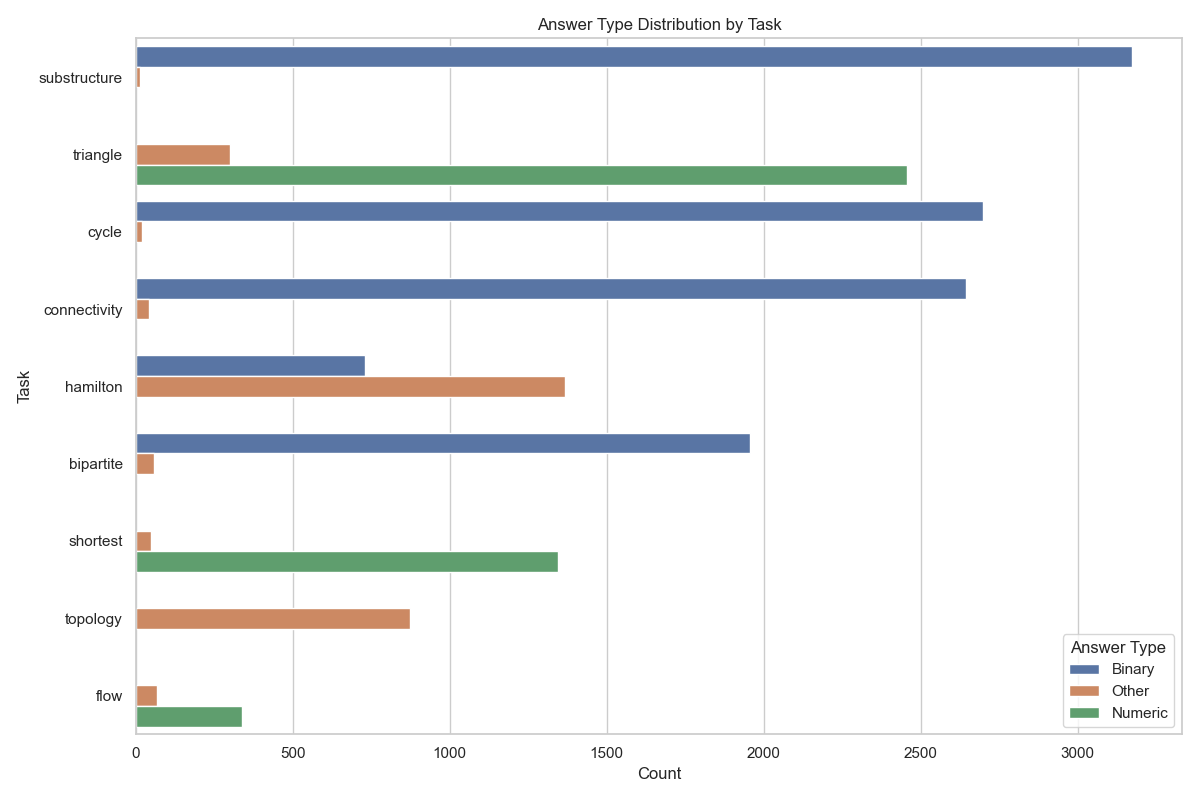 Answer Type Distribution by Task
substructure
triangle
cycle
connectivity
hamilton
bipartite
shortest
topology
flow
Task
0 500 1000 1500 2000 2500 3000
Count
Answer Type
Binary
Other
Numeric